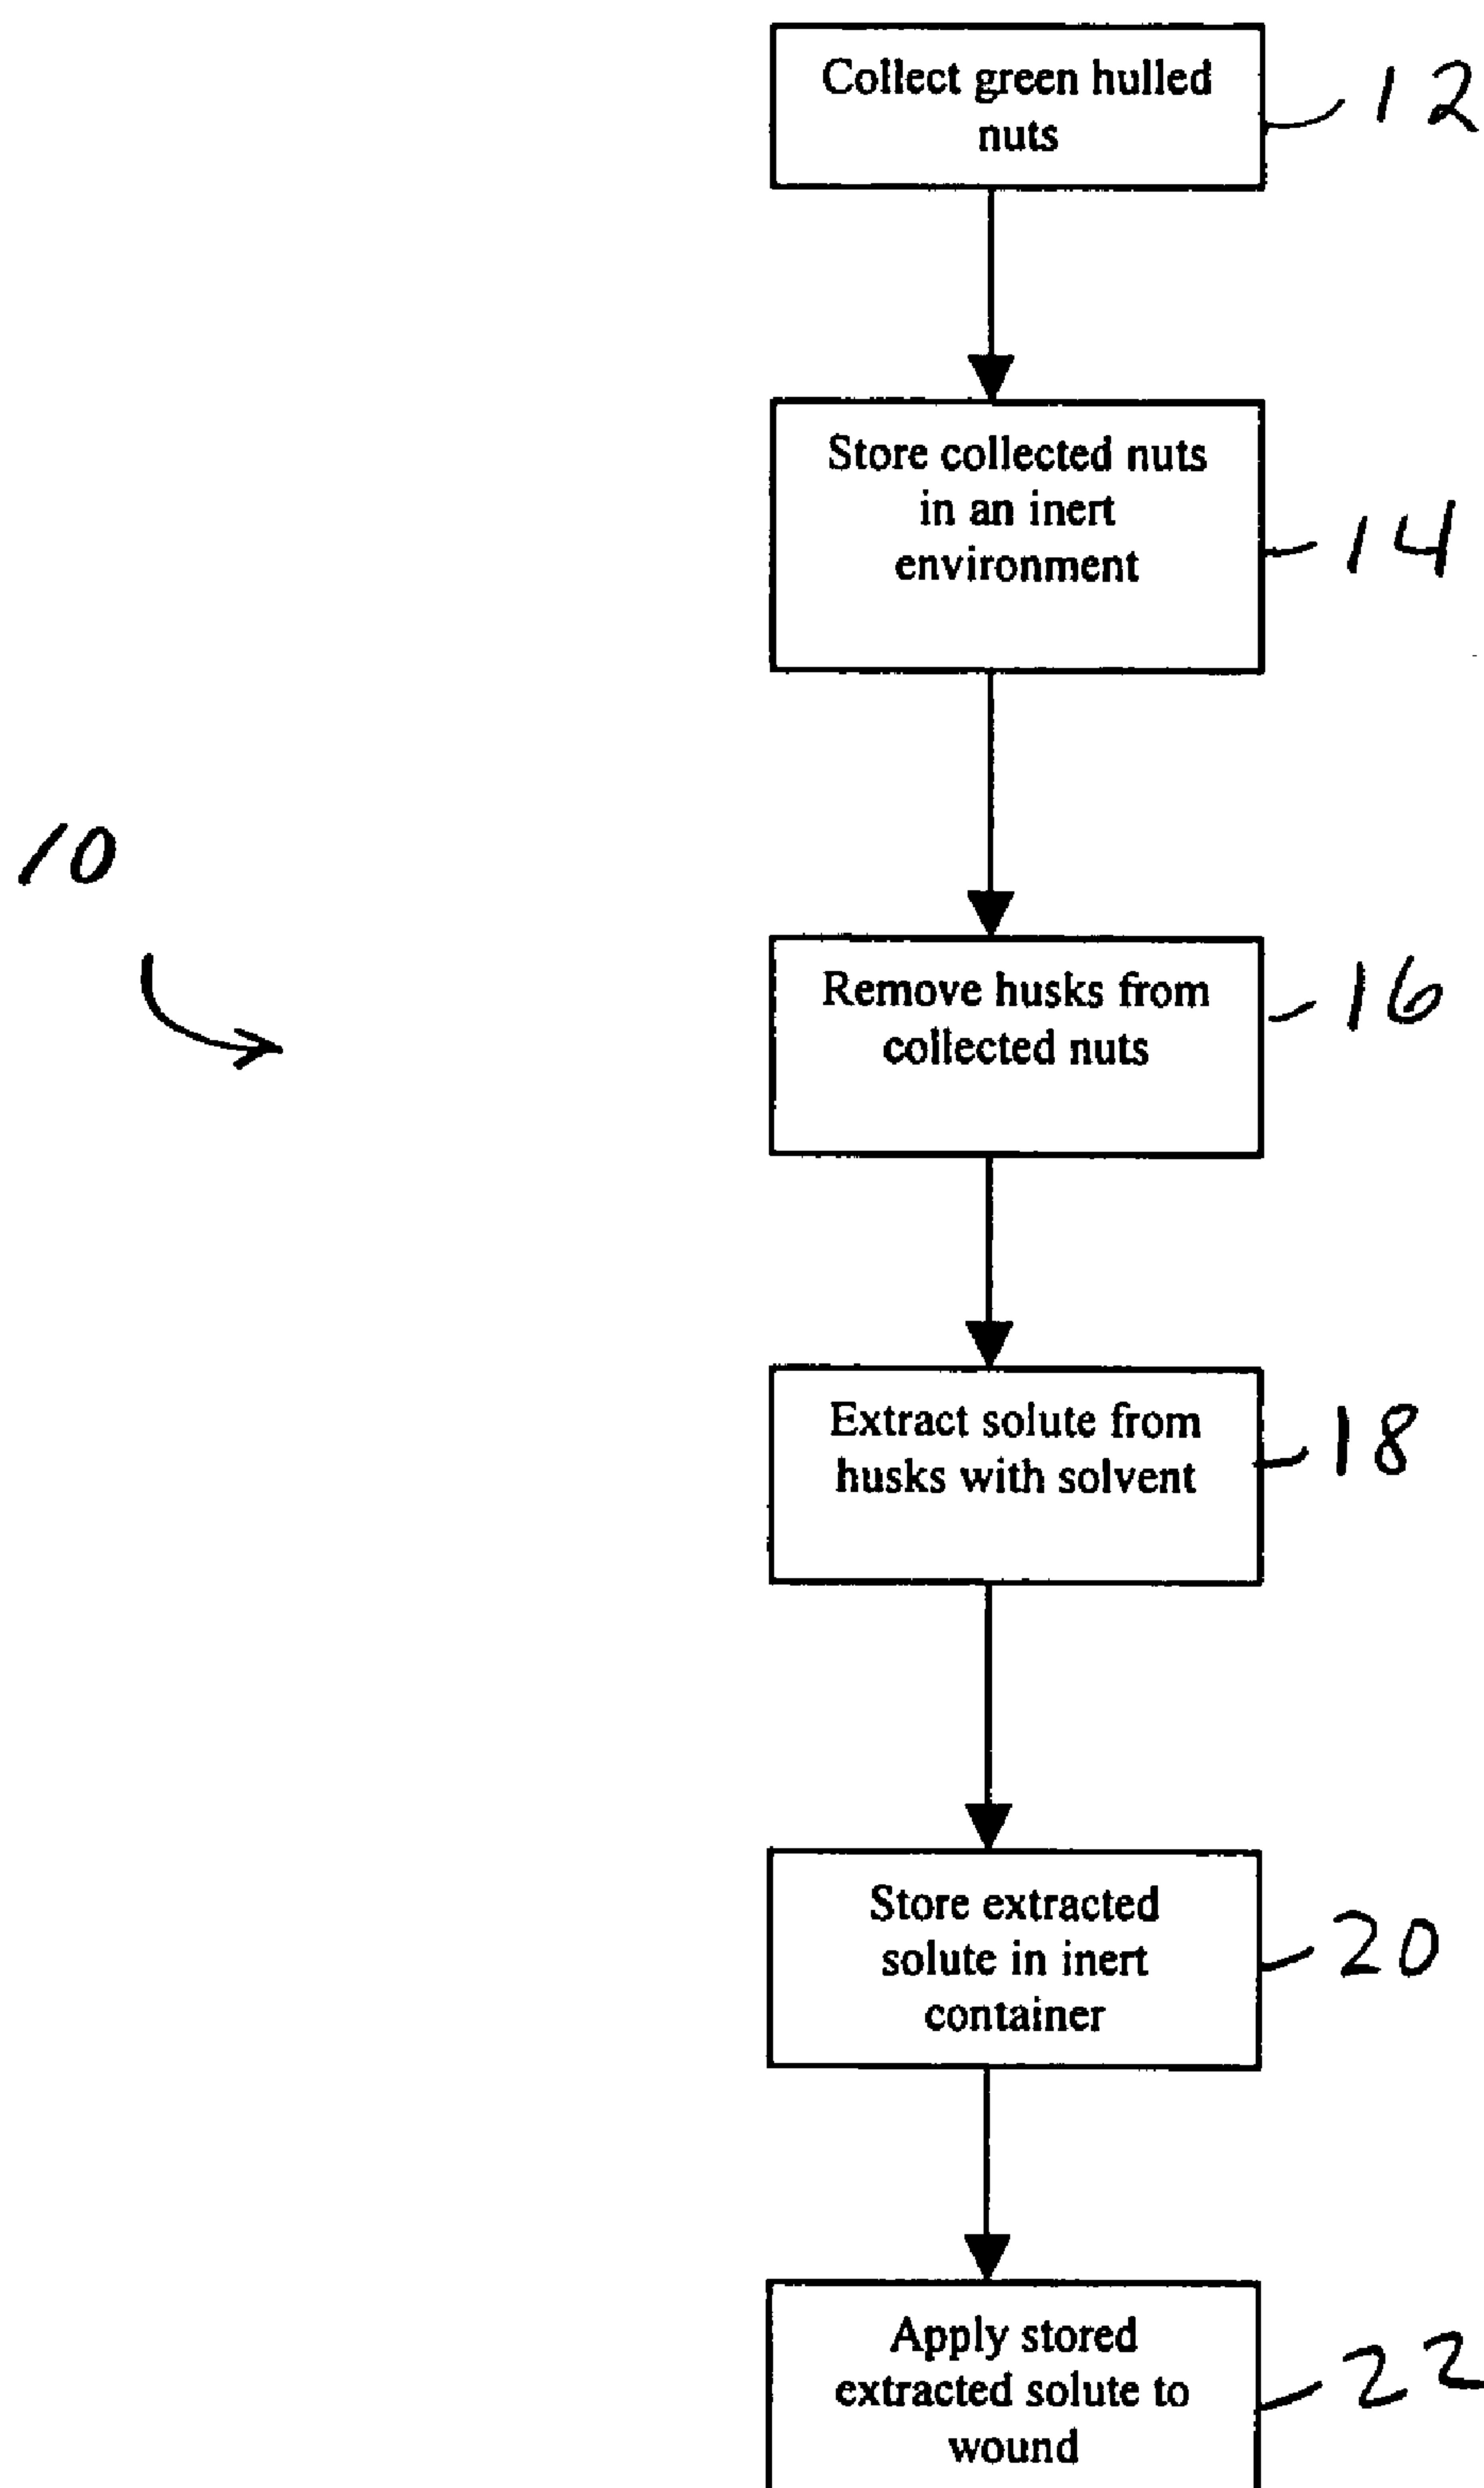 Collect green hulled
nuts
12
Store collected nuts
in an inert
environment
14
10
Remove husks from
collected nuts
16
Extract solute from
husks with solvent
18
Store extracted
solute in inert
container
20
Apply stored
extracted solute to
wound
22